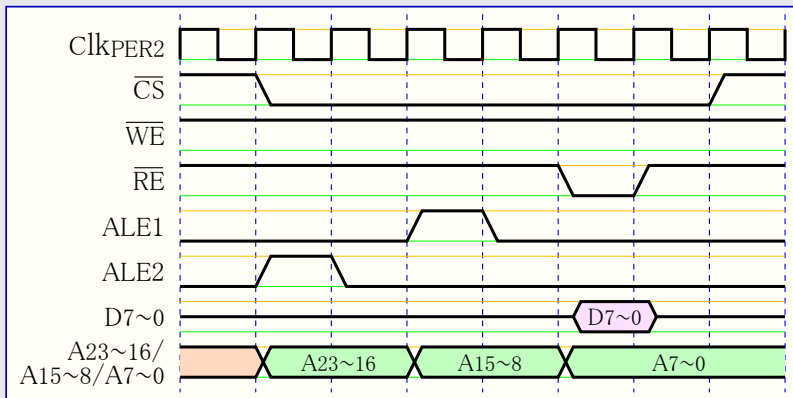 ClkPER2
CS
WE
RE
ALE1
ALE2
D7~0
D7~0
A23~16/
A15~8/A7~0
A23~16
A15~8
A7~0